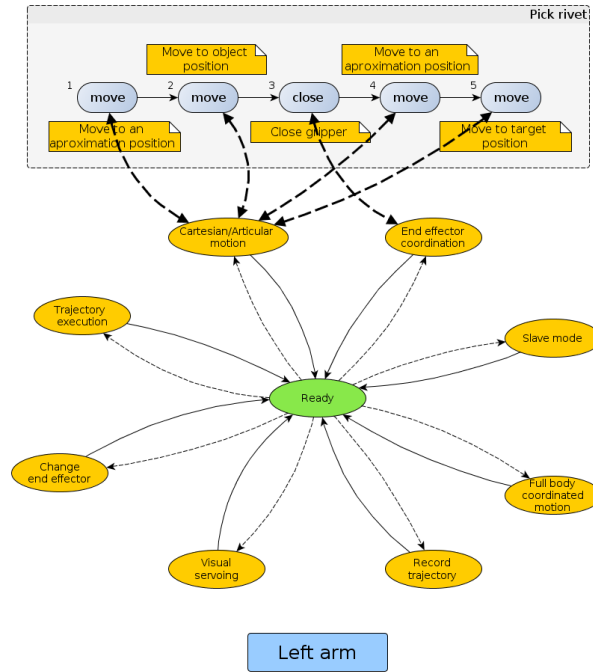 Pick rivet
Move to object
position
Move to an
aproximation position
1
2
3
4
5
move
move
close
move
move
Move to an
aproximation position
Close gripper
Move to target
position
Cartesian/Articular
motion
End effector
coordination
Trajectory
execution
Slave mode
Ready
Change
end effector
Full body
coordinated
motion
Visual
servoing
Record
trajectory
Left arm